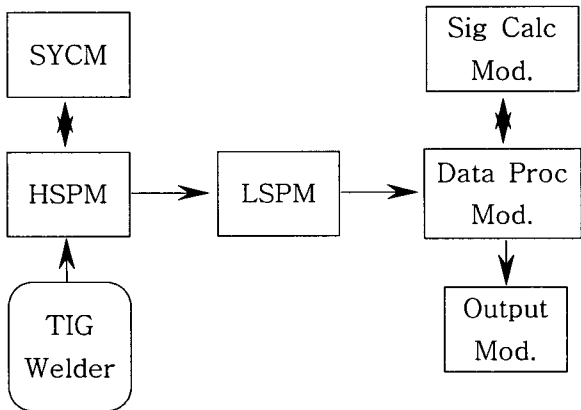 SYCM
Sig Calc
Mod.
HSPM
LSPM
Data Proc
Mod.
TIG
Welder
Output
Mod.